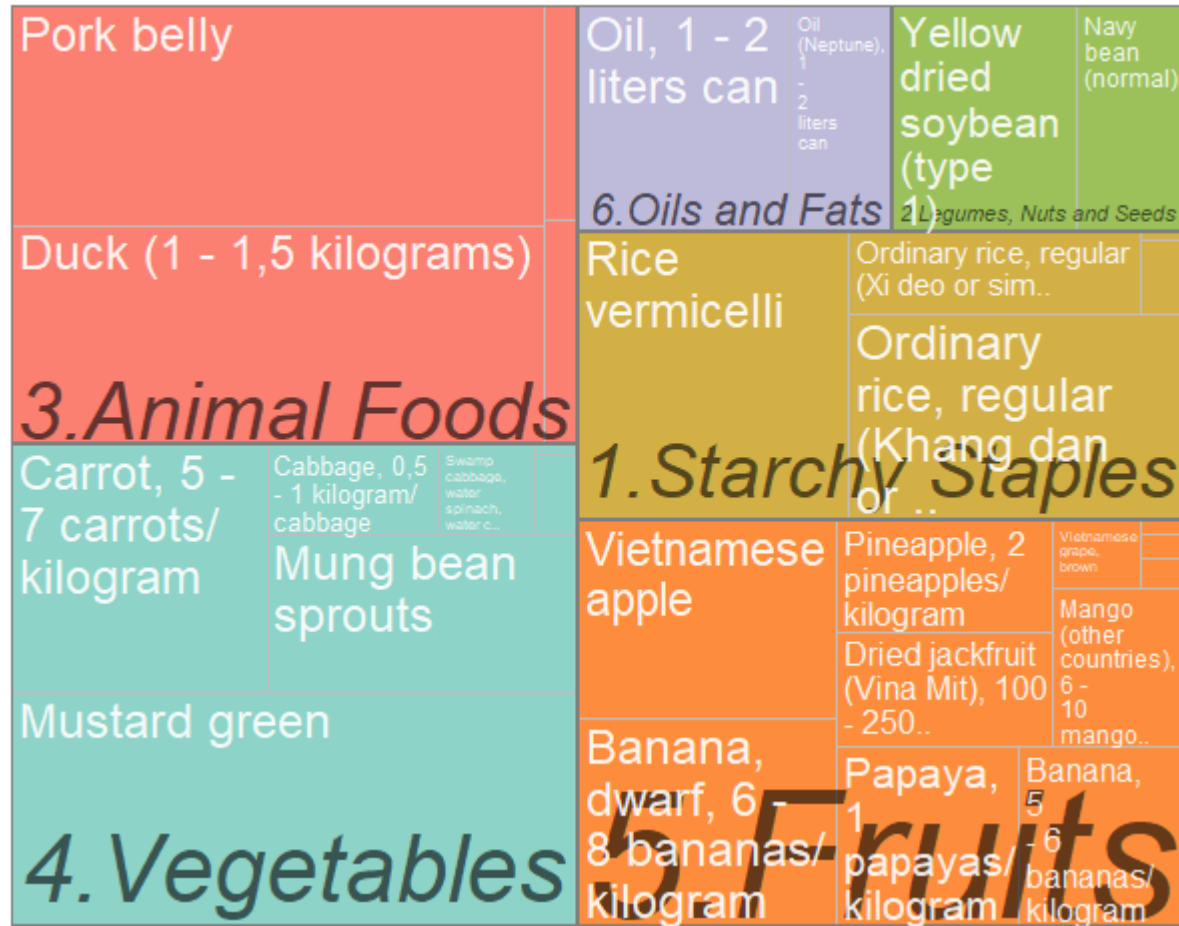 Pork belly
Duck (1 - 1,5 kilograms)
3.Animal Foods
Carrot, 5 -
7 carrots/
kilogram
Cabbage, 0,5
- 1 kilogram/
cabbage
Swamp
cabbage,
water
spinach,
water c..
Mung bean
sprouts
Mustard green
4.Vegetables
Oil, 1 - 2
liters can
Oil
(Neptune),
1
-
2
liters
can
6.Oils and Fats
Yellow
dried
soybean
(type
1)
Navy
bean
(normal)
2.Legumes, Nuts and Seeds
Rice
vermicelli
Ordinary rice, regular
(Xi deo or sim..
Ordinary
rice, regular
(Khang dan
or ..
1.Starchy Staples
Vietnamese
apple
Pineapple, 2
pineapples/
kilogram
Vietnamese
grape,
brown
Mango
(other
countries),
6 -
10
mango..
Dried jackfruit
(Vina Mit), 100
- 250..
Banana,
dwarf, 6 -
8 bananas/
kilogram
Papaya,
1
papayas/
kilogram
Banana,
5
- 6
bananas/
kilogram
5.Fruits